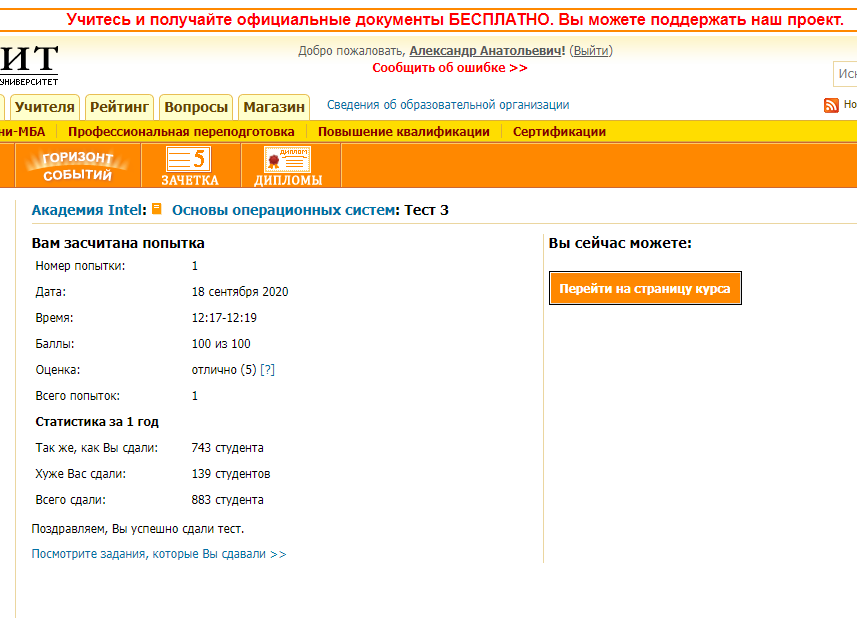 Учитесь и получайте официальные документы БЕСПЛАТНО. Вы можете поддержать наш проект.
ИТ
УНИВЕРСИТЕТ
Добро пожаловать, Александр Анатольевич! (Выйти)
Сообщить об ошибке >>
Иск
Учителя Рейтинг Вопросы Магазин Сведения об образовательной организации Но
ни-МБА Профессиональная переподготовка Повышение квалификации Сертификации
ГОРИЗОНТ СОБЫТИЙ
5 ЗАЧЕТКА
ДИПЛОМ ДИПЛОМЫ
Академия Intel: Основы операционных систем: Тест 3
Вам засчитана попытка
Номер попытки: 1
Дата: 18 сентября 2020
Время: 12:17-12:19
Баллы: 100 из 100
Оценка: отлично (5) [?]
Всего попыток: 1
Статистика за 1 год
Так же, как Вы сдали: 743 студента
Хуже Вас сдали: 139 студентов
Всего сдали: 883 студента
Поздравляем, Вы успешно сдали тест.
Посмотрите задания, которые Вы сдавали >>
Вы сейчас можете:
Перейти на страницу курса